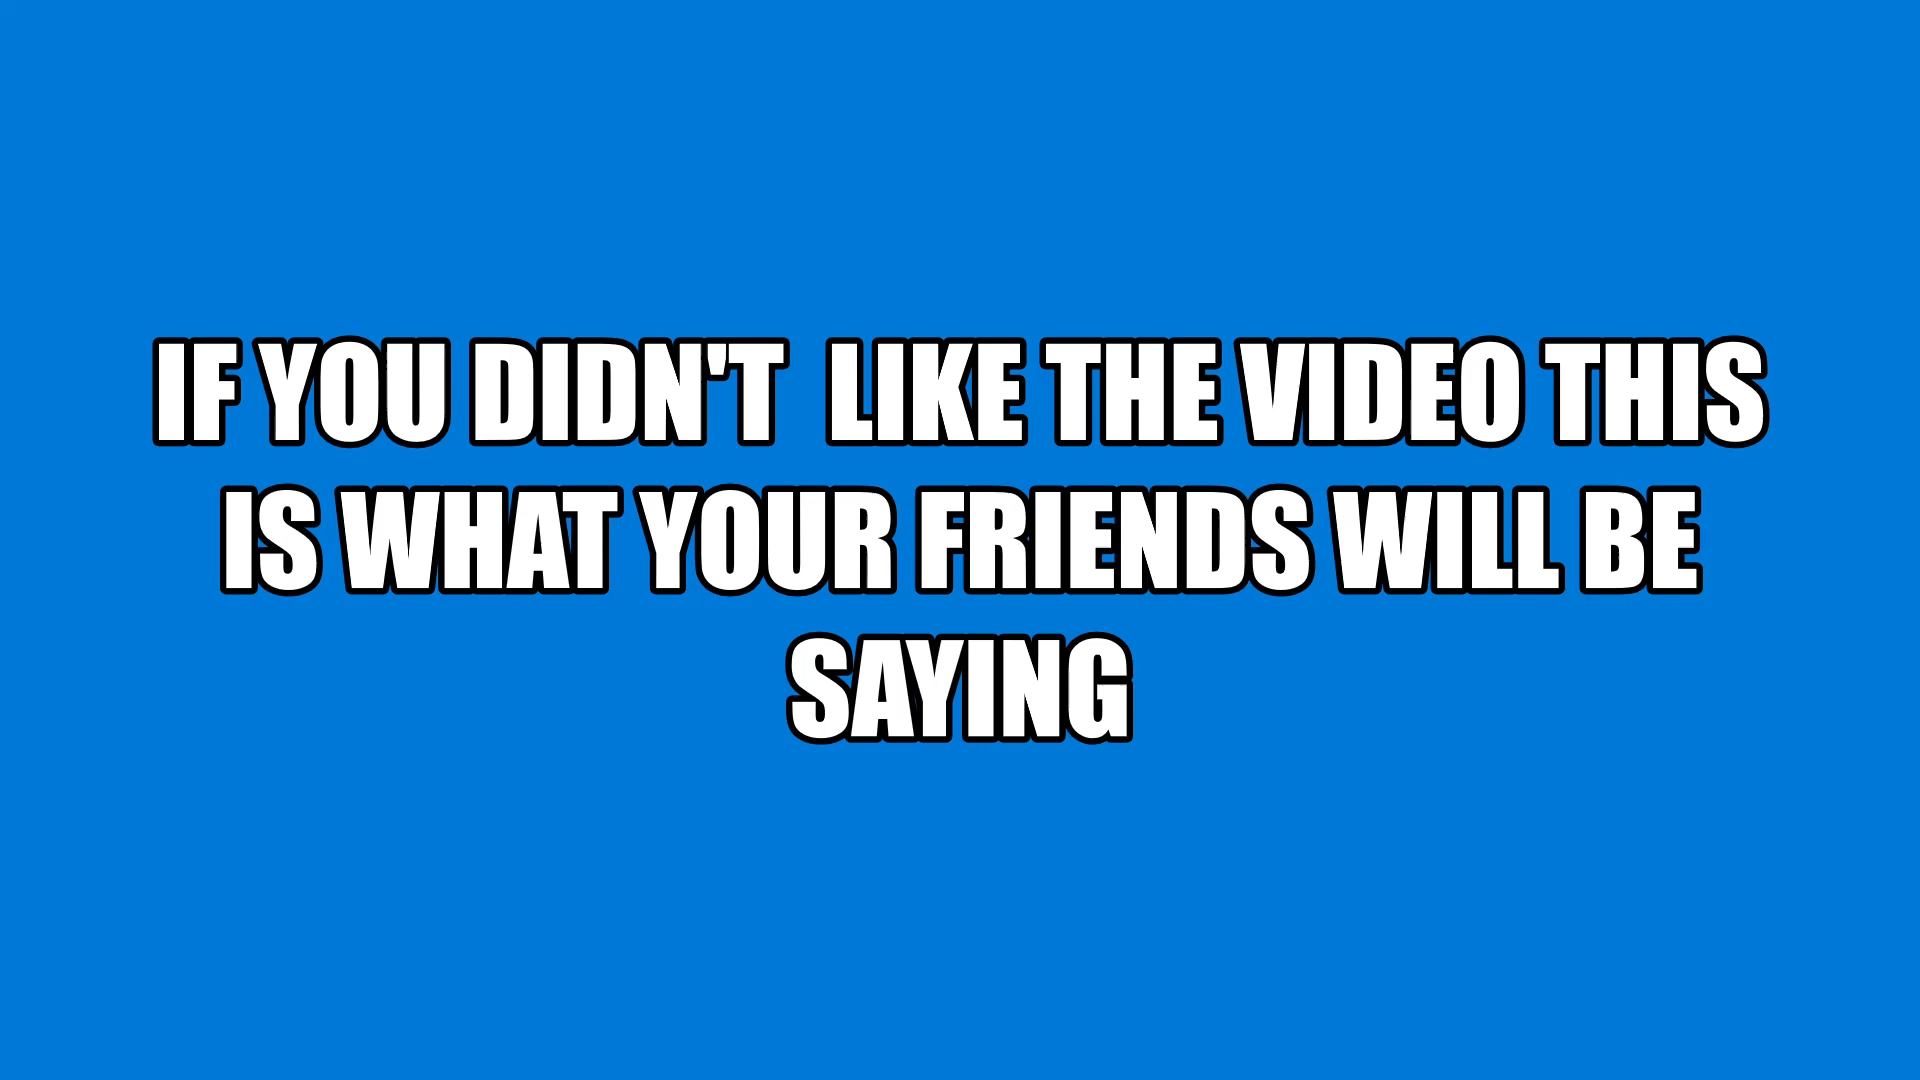 IF YOU DIDN'T  LIKE THE VIDEO THIS
IS WHAT YOUR FRIENDS WILL BE
SAYING